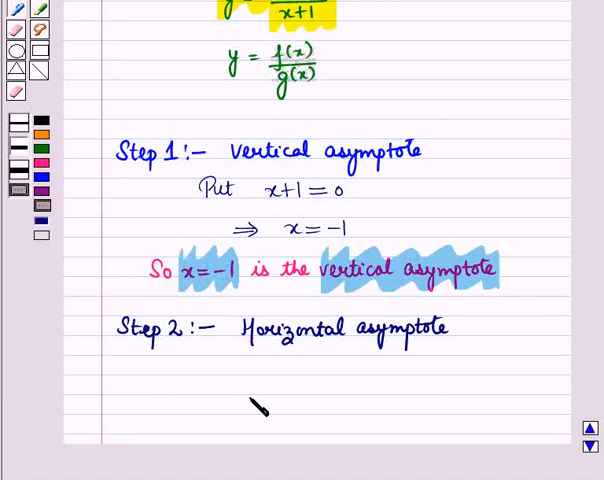 y = x+1
y = f(x)/g(x)
Step 1:- Vertical asymptote
Put x+1 = 0
⇒ x = -1
So x = -1 is the vertical asymptote
Step 2:- Horizontal asymptote